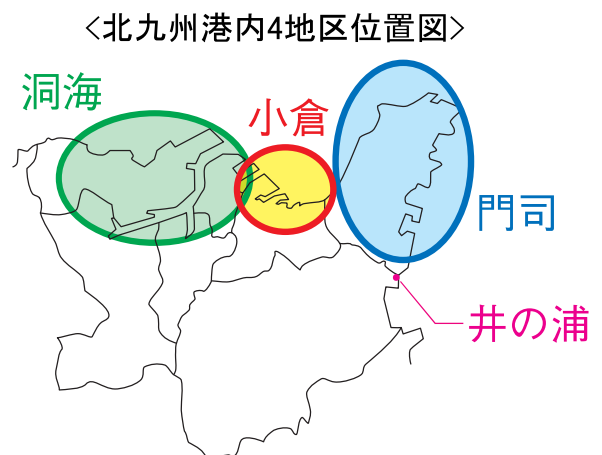 <北九州港内4地区位置図>
洞海
小倉
門司
井の浦